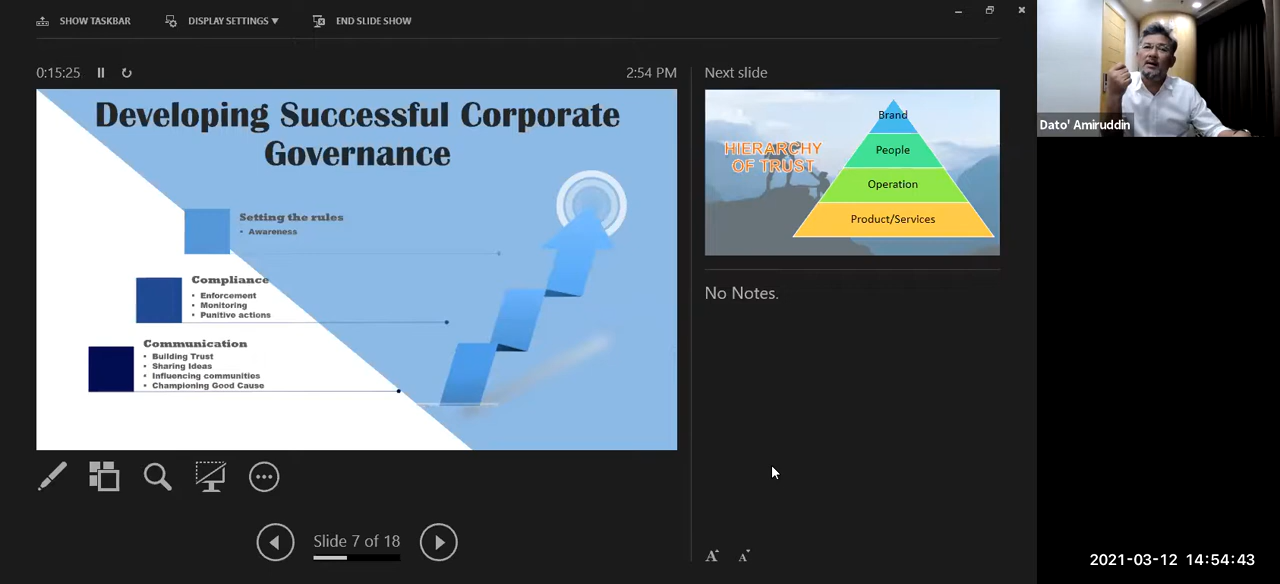 SHOW TASKBAR
DISPLAY SETTINGS ▼
END SLIDE SHOW
0:15:25
2:54 PM
Developing Successful Corporate
Governance
Setting the rules
• Awareness
Compliance
• Enforcement
• Monitoring
• Punitive actions
Communication
• Building Trust
• Sharing Ideas
• Influencing communities
• Championing Good Cause
Slide 7 of 18
Next slide
HIERARCHY
OF TRUST
Brand
People
Operation
Product/Services
No Notes.
A A
Dato' Amiruddin
2021-03-12 14:54:43